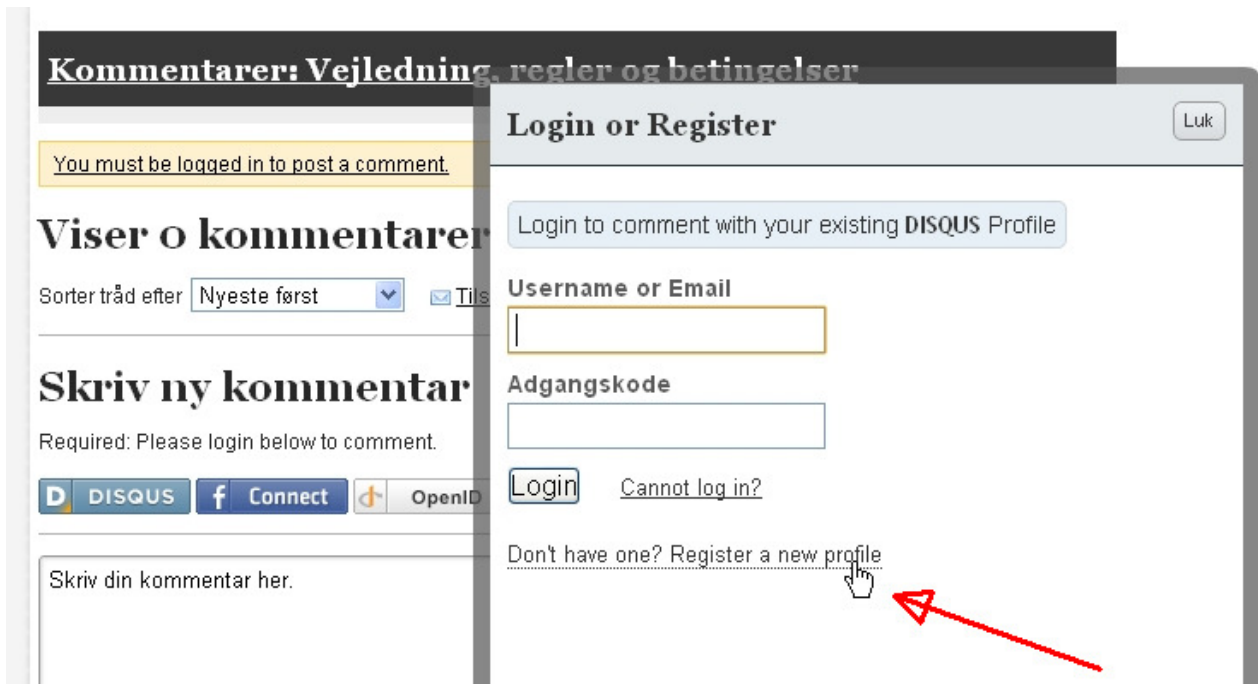 Kommentarer: Vejledning, regler og betingelser
You must be logged in to post a comment.
Viser 0 kommentarer
Sorter tråd efter Nyeste først Tils
Skriv ny kommentar
Required: Please login below to comment.
D DISQUS f Connect OpenID
Skriv din kommentar her.
Login or Register Luk
Login to comment with your existing DISQUS Profile
Username or Email
Adgangskode
Login Cannot log in?
Don't have one? Register a new profile